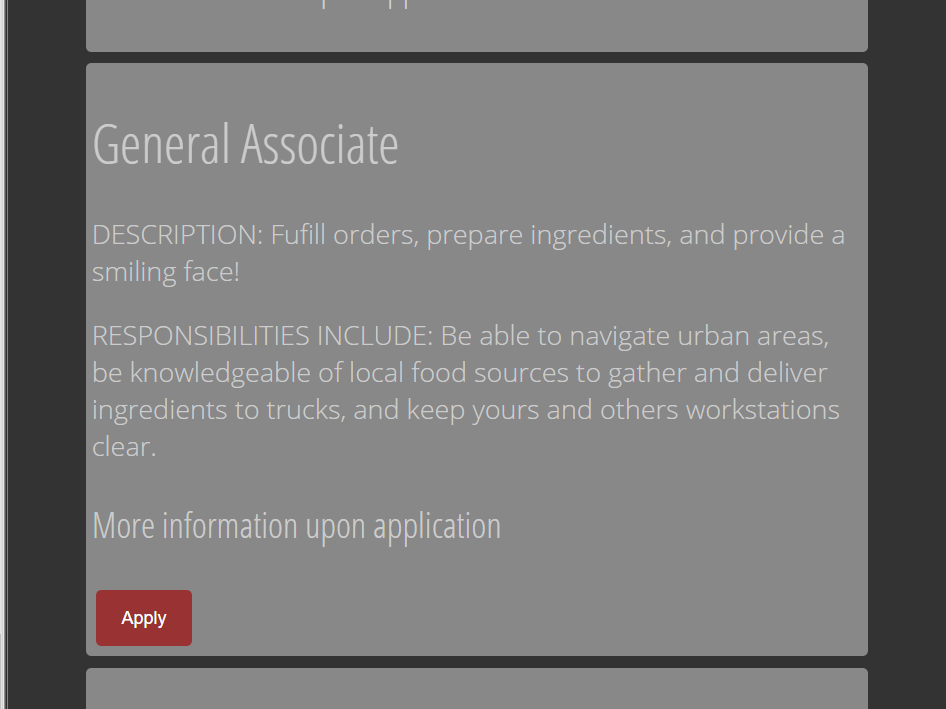 General Associate
DESCRIPTION: Fufill orders, prepare ingredients, and provide a
smiling face!
RESPONSIBILITIES INCLUDE: Be able to navigate urban areas,
be knowledgeable of local food sources to gather and deliver
ingredients to trucks, and keep yours and others workstations
clear.
More information upon application
Apply